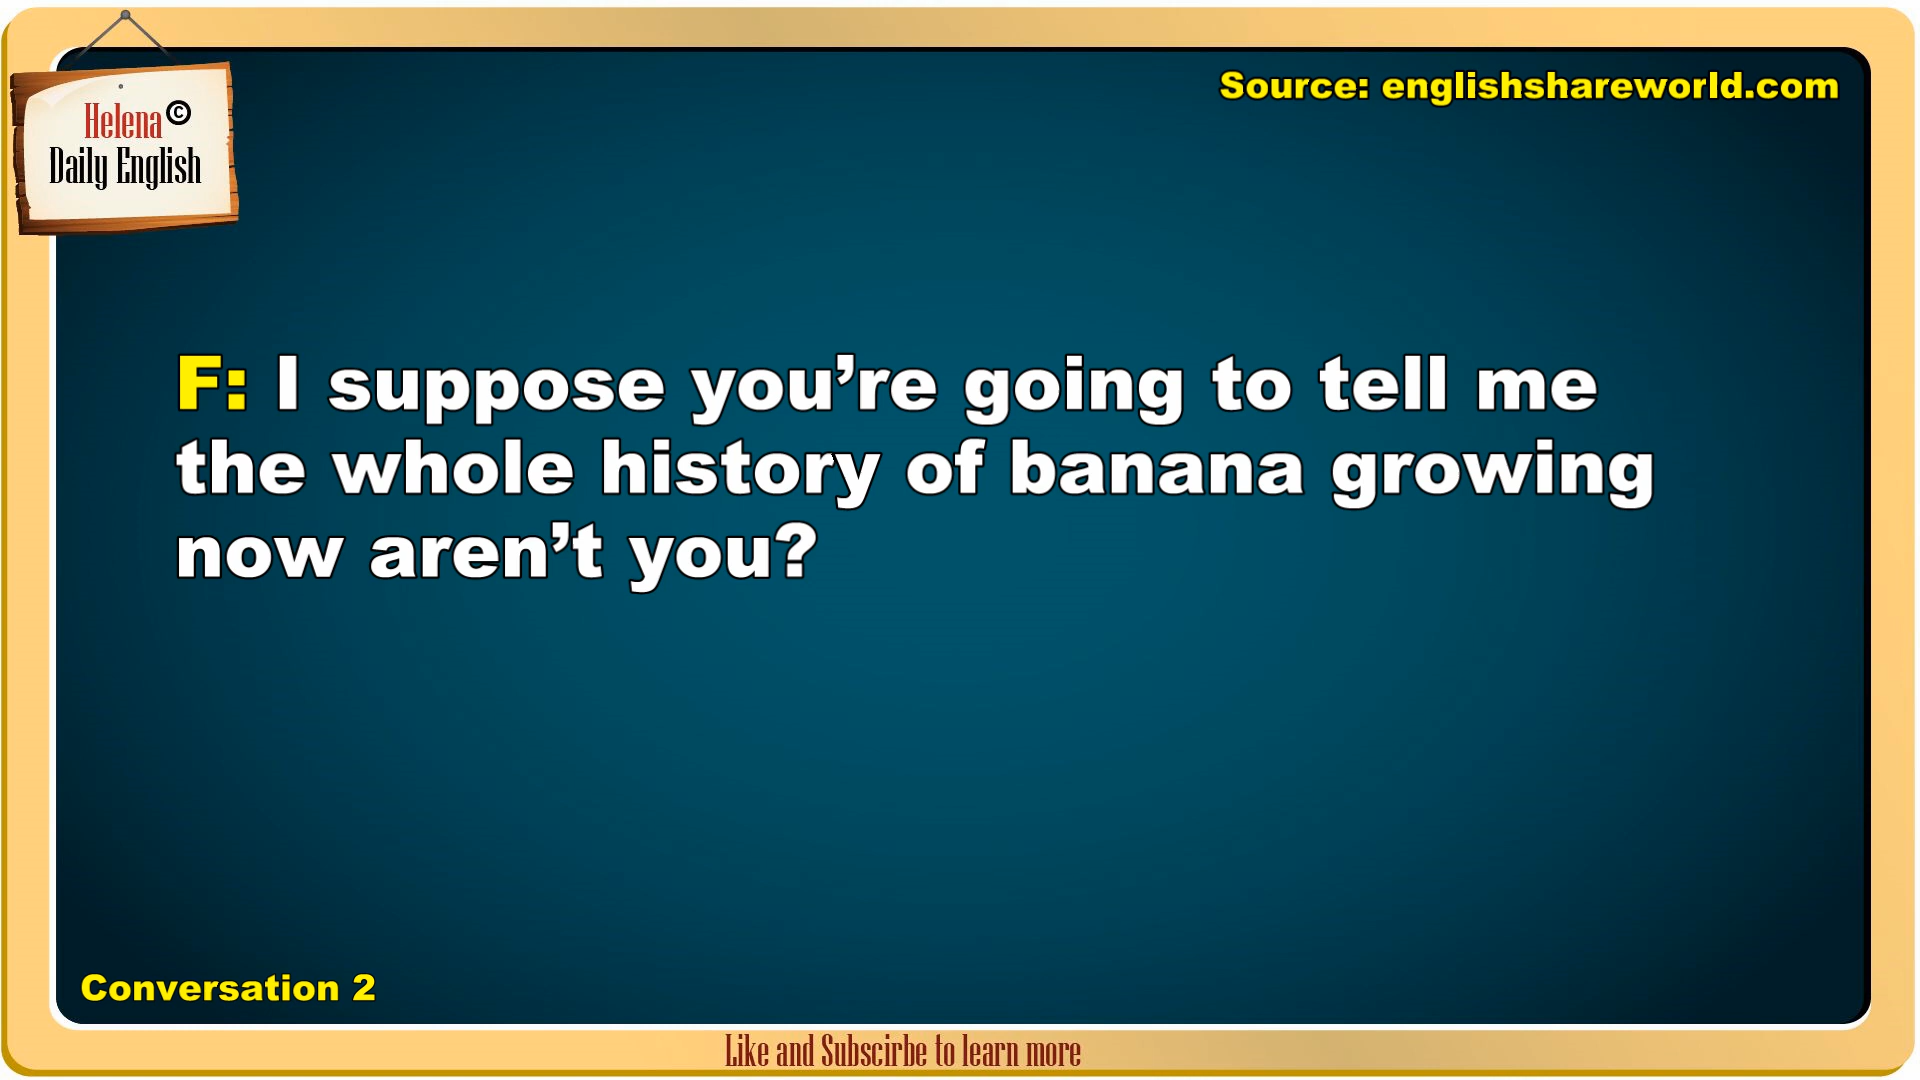 Helena©
Daily English
Source: englishshareworld.com
F: I suppose you’re going to tell me
the whole history of banana growing
now aren’t you?
Conversation 2
Like and Subscirbe to learn more